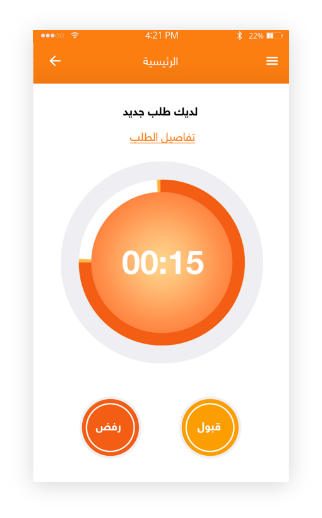 4:21 PM 22%
الرئيسية
لديك طلب جديد
تفاصيل الطلب
00:15
قبول
رفض